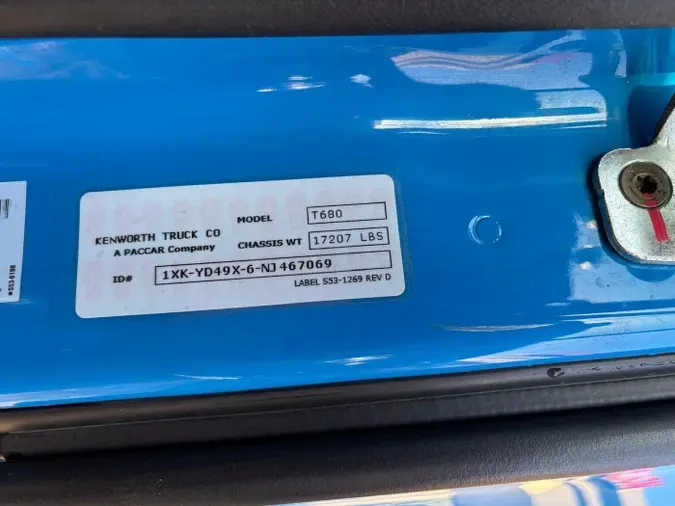 KENWORTH TRUCK CO
A PACCAR Company
MODEL T680
CHASSIS WT 17207 LBS
ID# 1XK-YD49X-6-NJ467069
LABEL S53-1269 REV D